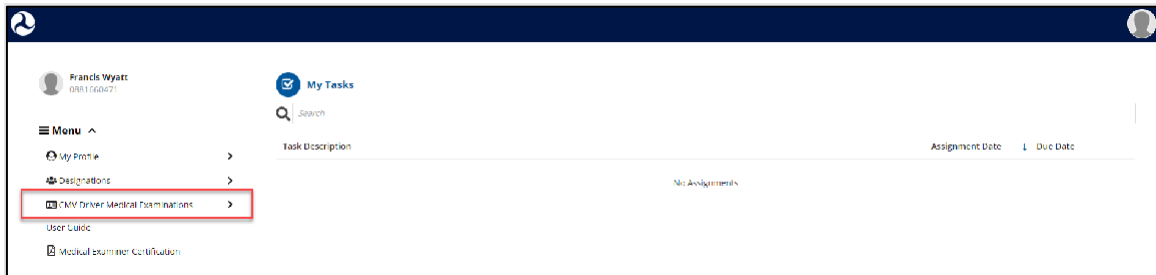 Francis Wyatt
0881660471
Menu
My Profile
Designations
CMV Driver Medical Examinations
User Guide
Medical Examiner Certification
My Tasks
Search
Task Description Assignment Date ↓ Due Date
No Assignments